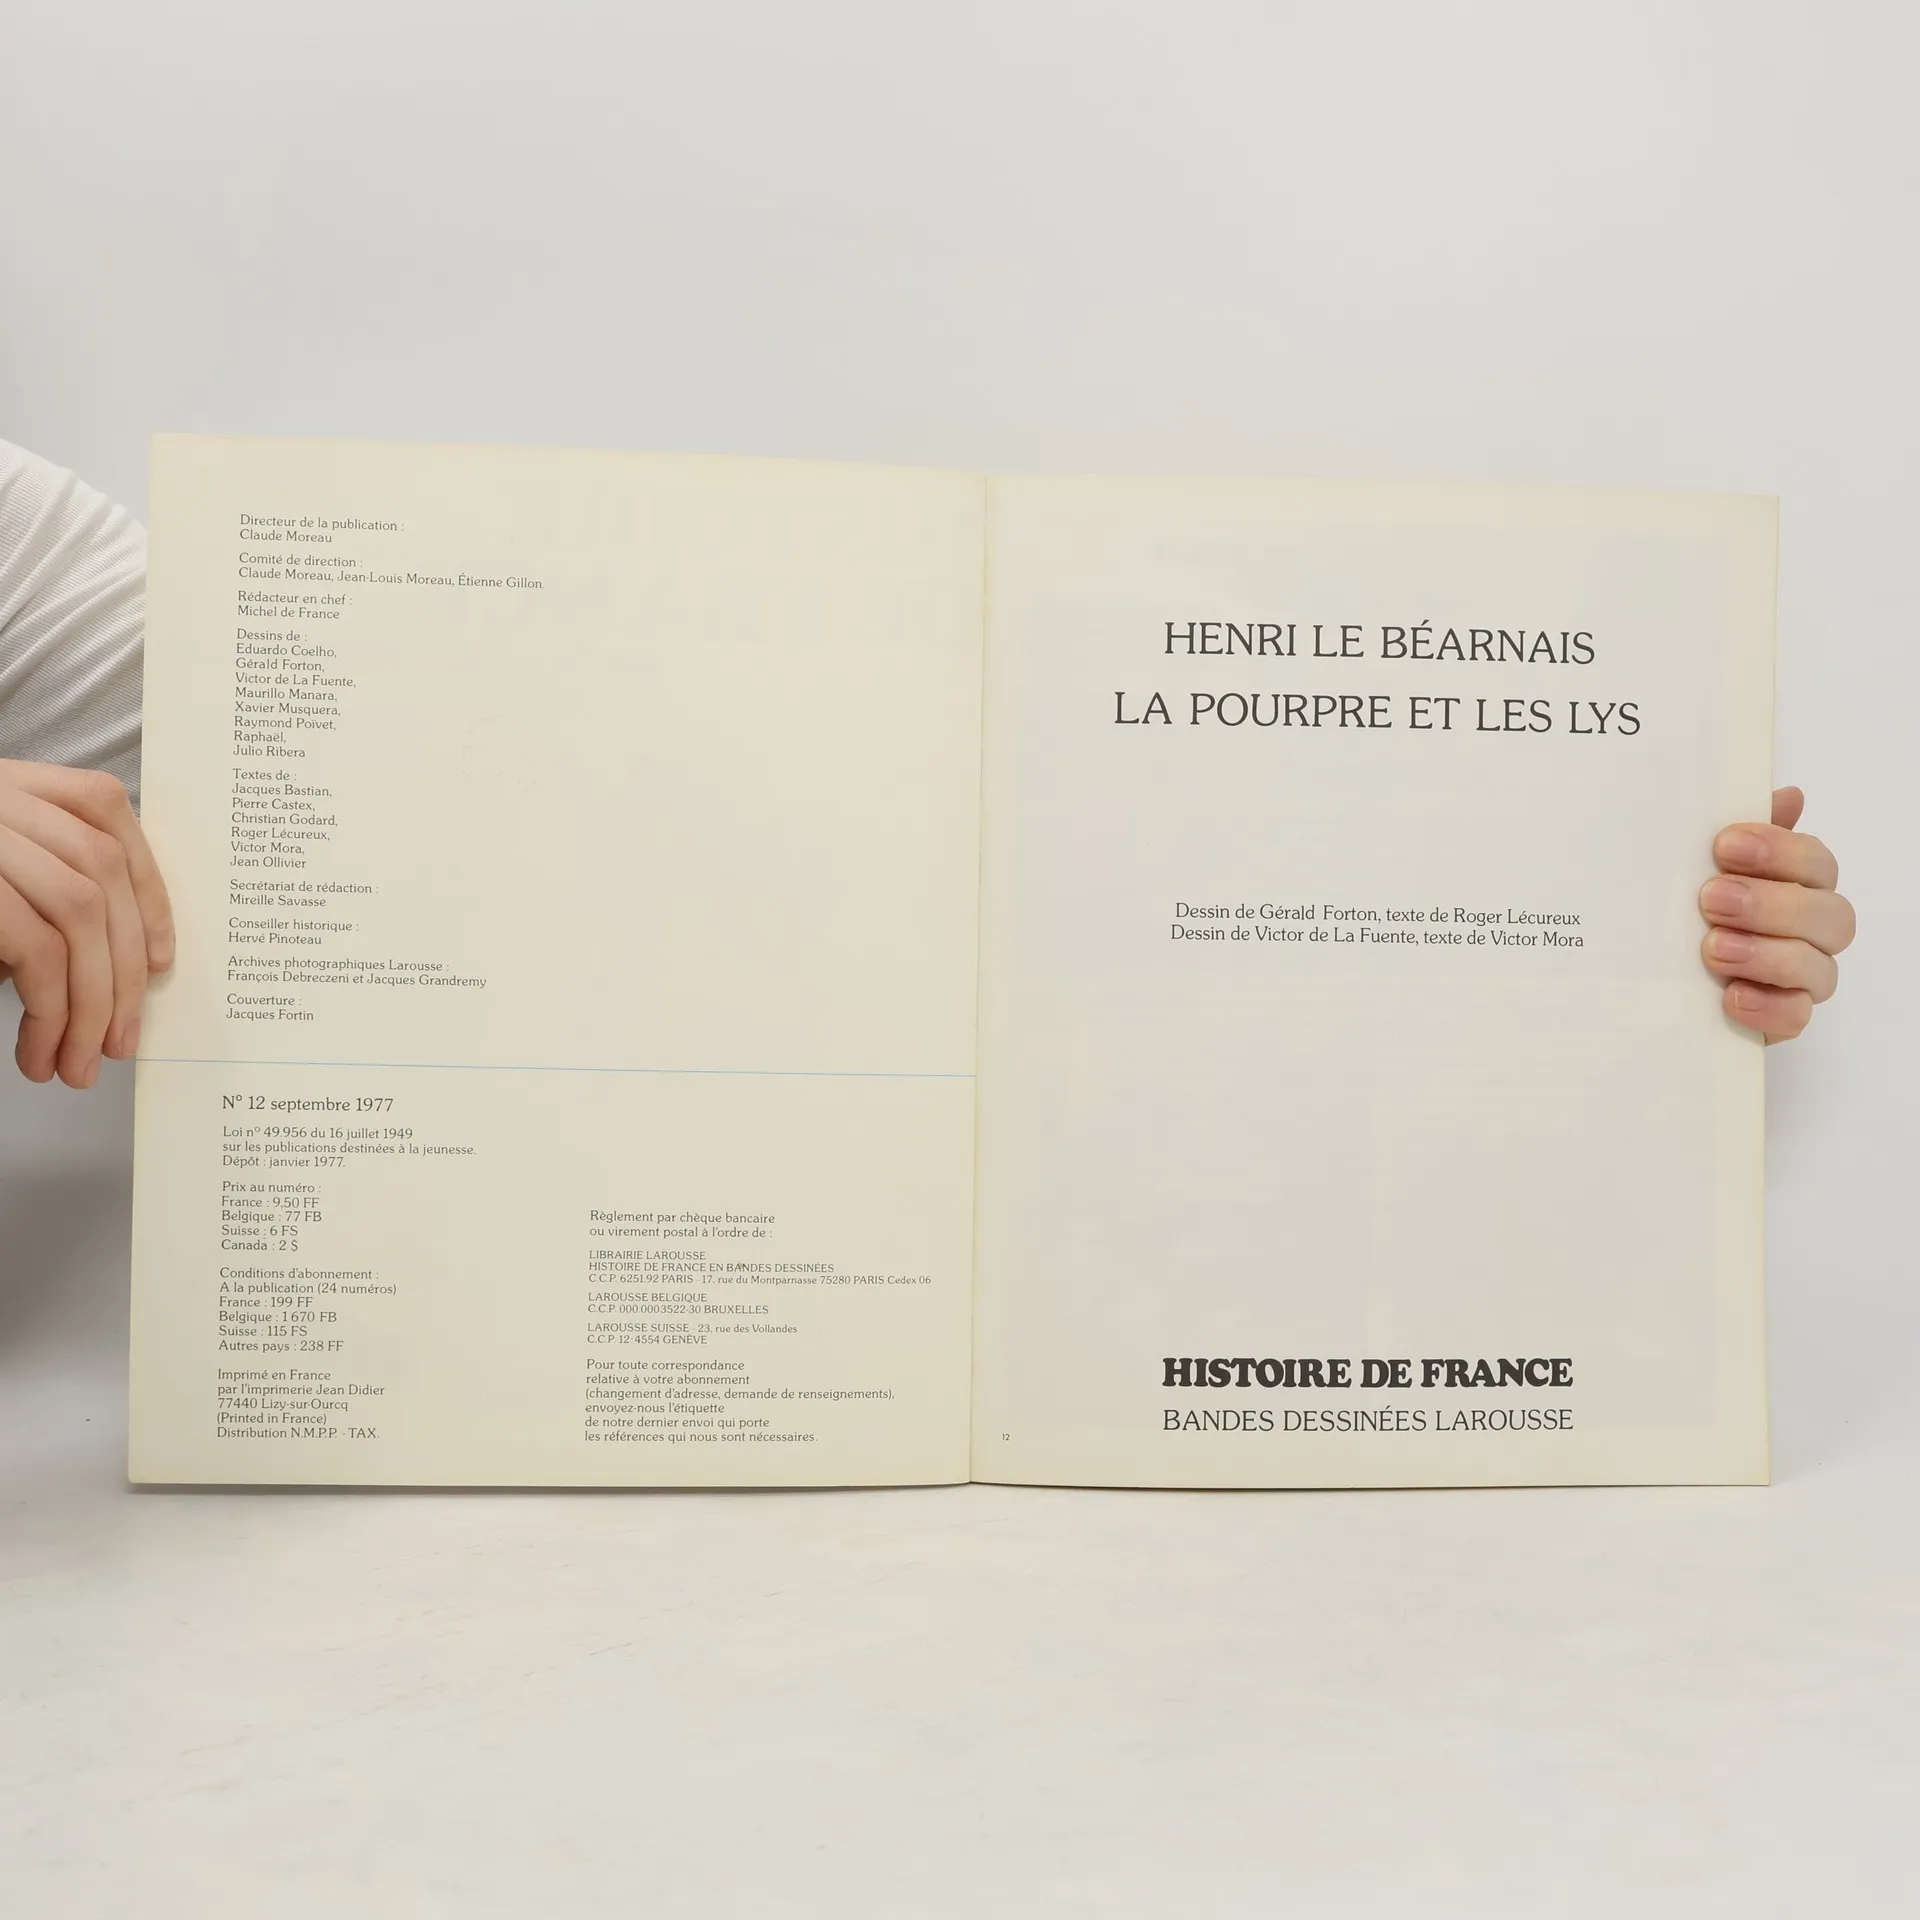 Directeur de la publication :
Claude Moreau
Comité de direction :
Claude Moreau, Jean-Louis Moreau, Étienne Gillon.
Rédacteur en chef :
Michel de France
Dessins de :
Eduardo Coelho,
Gérald Forton,
Victor de La Fuente,
Maurillo Manara,
Xavier Musquera,
Raymond Poïvet,
Raphaël,
Julio Ribera
Textes de :
Jacques Bastian,
Pierre Castex,
Christian Godard,
Roger Lécureux,
Victor Mora,
Jean Ollivier
Secrétariat de rédaction :
Mireille Savasse
Conseiller historique :
Hervé Pinoteau
Archives photographiques Larousse :
François Debreczeni et Jacques Grandremy
Couverture :
Jacques Fortin
N° 12 septembre 1977
Loi n° 49.956 du 16 juillet 1949
sur les publications destinées à la jeunesse.
Dépôt : janvier 1977.
Prix au numéro :
France : 9,50 FF
Belgique : 77 FB
Suisse : 6 FS
Canada : 2 $
Conditions d'abonnement :
A la publication (24 numéros)
France : 199 FF
Belgique : 1 670 FB
Suisse : 115 FS
Autres pays : 238 FF
Imprimé en France
par l'imprimerie Jean Didier
77440 Lizy-sur-Ourcq
(Printed in France)
Distribution N.M.P.P. - TAX.
Règlement par chèque bancaire
ou virement postal à l'ordre de :
LIBRAIRIE LAROUSSE
HISTOIRE DE FRANCE EN BANDES DESSINÉES
C.C.P. 6251.92 PARIS - 17, rue du Montparnasse 75280 PARIS Cedex 06
LAROUSSE BELGIQUE
C.C.P. 000.0003522-30 BRUXELLES
LAROUSSE SUISSE - 23, rue des Vollandes
C.C.P. 12-4554 GENÈVE
Pour toute correspondance
relative à votre abonnement
(changement d'adresse, demande de renseignements),
envoyez-nous l'étiquette
de notre dernier envoi qui porte
les références qui nous sont nécessaires.
HENRI LE BÉARNAIS
LA POURPRE ET LES LYS
Dessin de Gérald Forton, texte de Roger Lécureux
Dessin de Victor de La Fuente, texte de Victor Mora
HISTOIRE DE FRANCE
BANDES DESSINÉES LAROUSSE
12